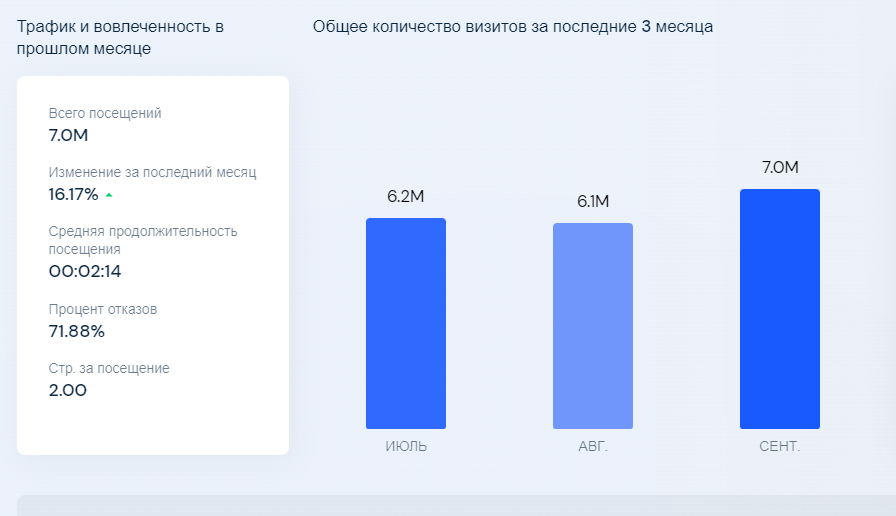 Трафик и вовлеченность в
прошлом месяце
Общее количество визитов за последние 3 месяца
Всего посещений
7.0M
Изменение за последний месяц
16.17%
Средняя продолжительность
посещения
00:02:14
Процент отказов
71.88%
Стр. за посещение
2.00
6.2M
6.1M
7.0M
ИЮЛЬ
АВГ.
СЕНТ.